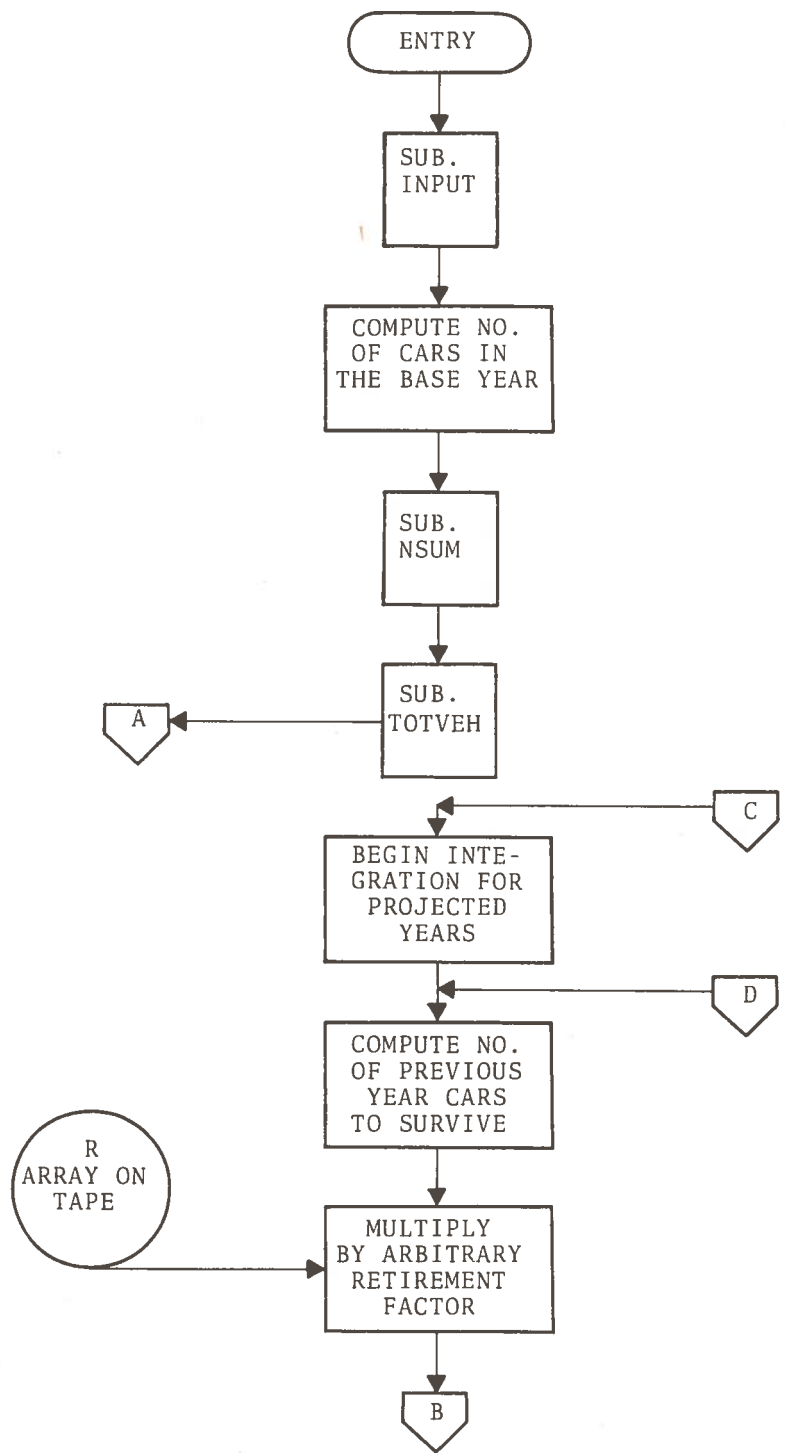 ENTRY
SUB.
INPUT
COMPUTE NO.
OF CARS IN
THE BASE YEAR
SUB.
NSUM
SUB.
TOTVEH
A
C
BEGIN INTE-
GRATION FOR
PROJECTED
YEARS
D
COMPUTE NO.
OF PREVIOUS
YEAR CARS
TO SURVIVE
R
ARRAY ON
TAPE
MULTIPLY
BY ARBITRARY
RETIREMENT
FACTOR
B